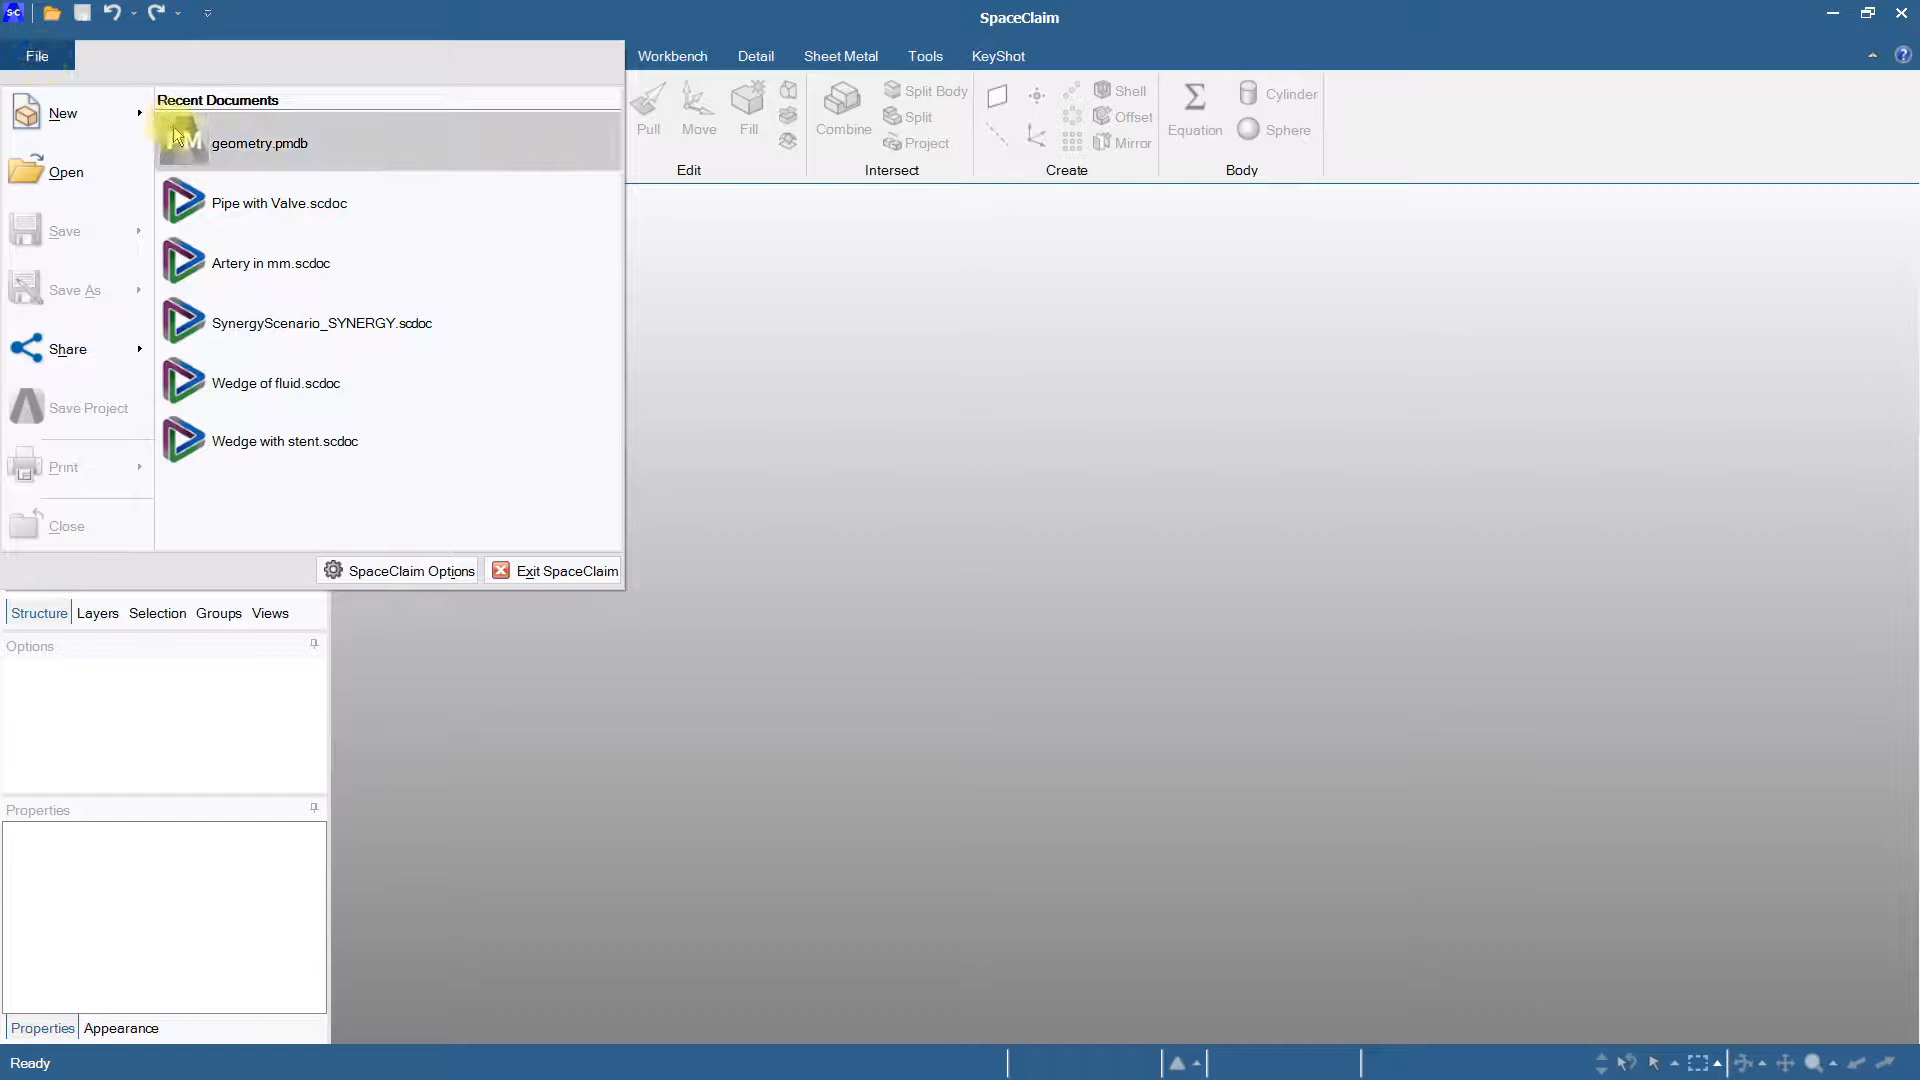 SC
SpaceClaim
File
Workbench
Detail
Sheet Metal
Tools
KeyShot
New
Open
Save
Save As
Share
Save Project
Print
Close
Recent Documents
geometry.pmdb
Pipe with Valve.scdoc
Artery in mm.scdoc
SynergyScenario_SYNERGY.scdoc
Wedge of fluid.scdoc
Wedge with stent.scdoc
SpaceClaim Options
Exit SpaceClaim
Pull
Move
Fill
Edit
Combine
Split Body
Split
Project
Intersect
Shell
Offset
Mirror
Create
Equation
Cylinder
Sphere
Body
Structure
Layers
Selection
Groups
Views
Options
Properties
Properties
Appearance
Ready